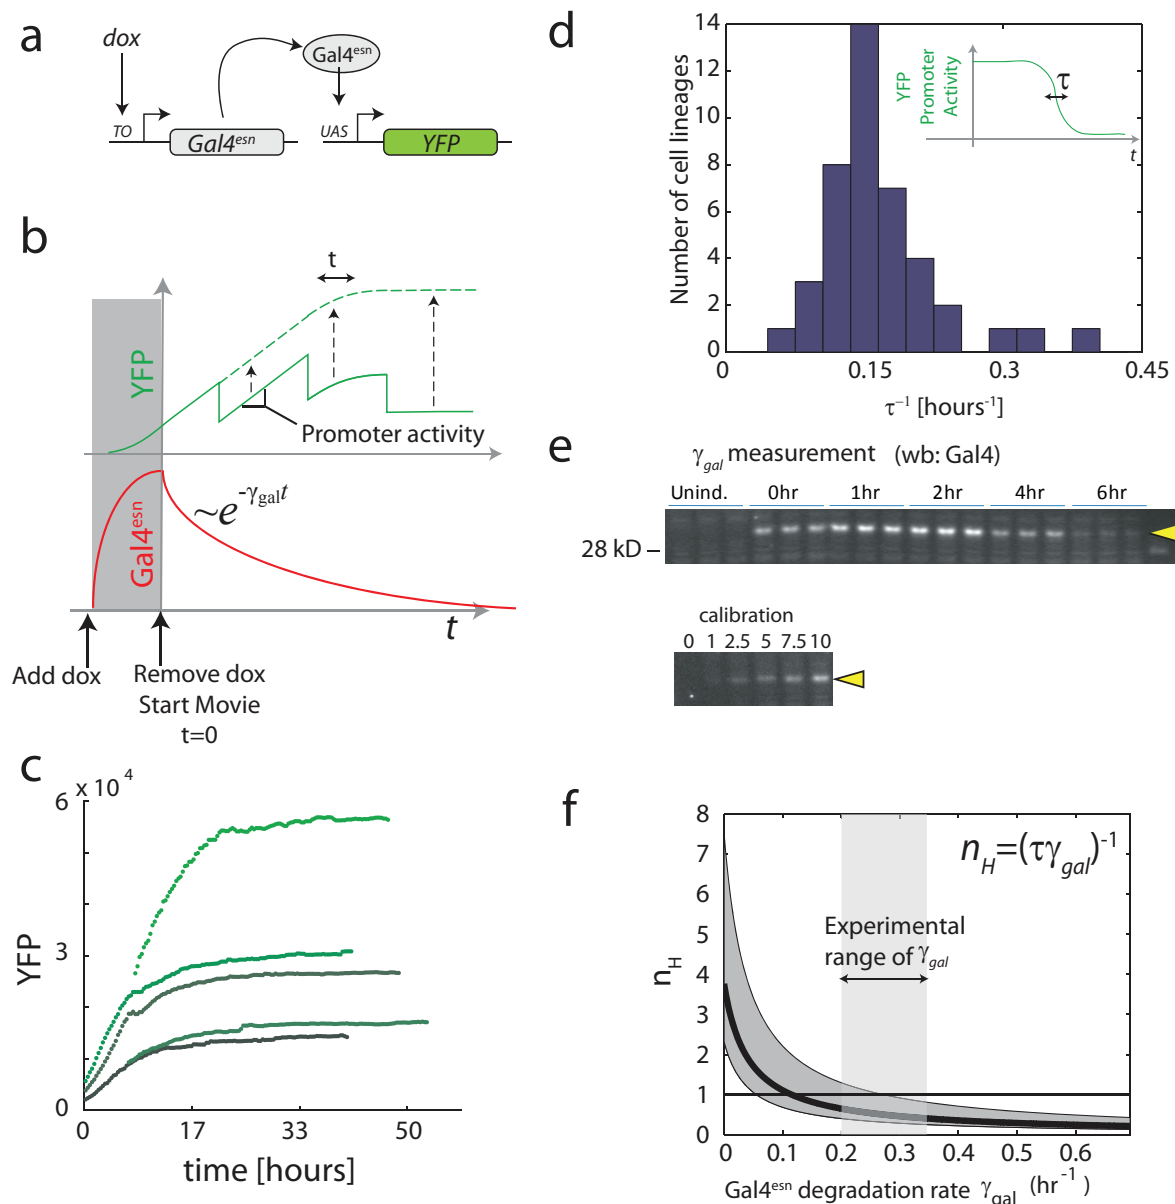 a
dox
TO
Gal4esn
Gal4esn
UAS
YFP
b
YFP
t
Promoter activity
Gal4esn
~e-γgalt
t
Add dox
Remove dox
Start Movie
t=0
c
x 10 4
6
3
0
YFP
0 17 33 50
time [hours]
d
14
12
10
8
6
4
2
0
Number of cell lineages
YFP
Promoter
Activity
τ
t
0 0.15 0.3 0.45
τ-1 [hours-1]
e
γgal measurement (wb: Gal4)
Unind. 0hr 1hr 2hr 4hr 6hr
28 kD
calibration
0 1 2.5 5 7.5 10
f
8
7
6
5
4
3
2
1
0
nH
nH=(τγgal)-1
Experimental
range of γgal
0 0.1 0.2 0.3 0.4 0.5 0.6
Gal4esn degradation rate γgal (hr-1)